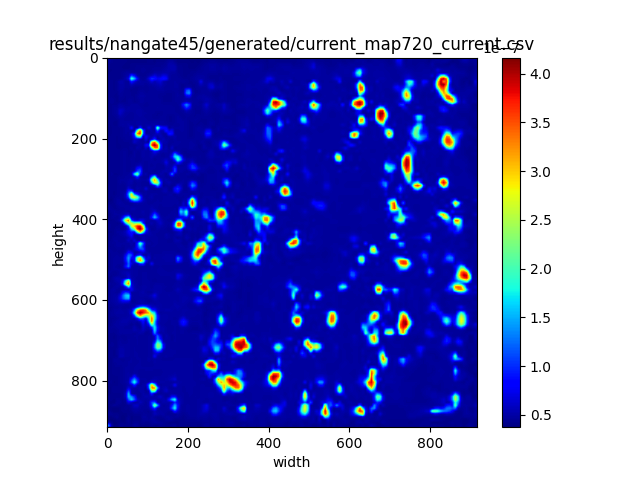 results/nangate45/generated/current_map720_current.csv
1e−7
0
200
400
600
800
height
0 200 400 600 800
width
4.0
3.5
3.0
2.5
2.0
1.5
1.0
0.5